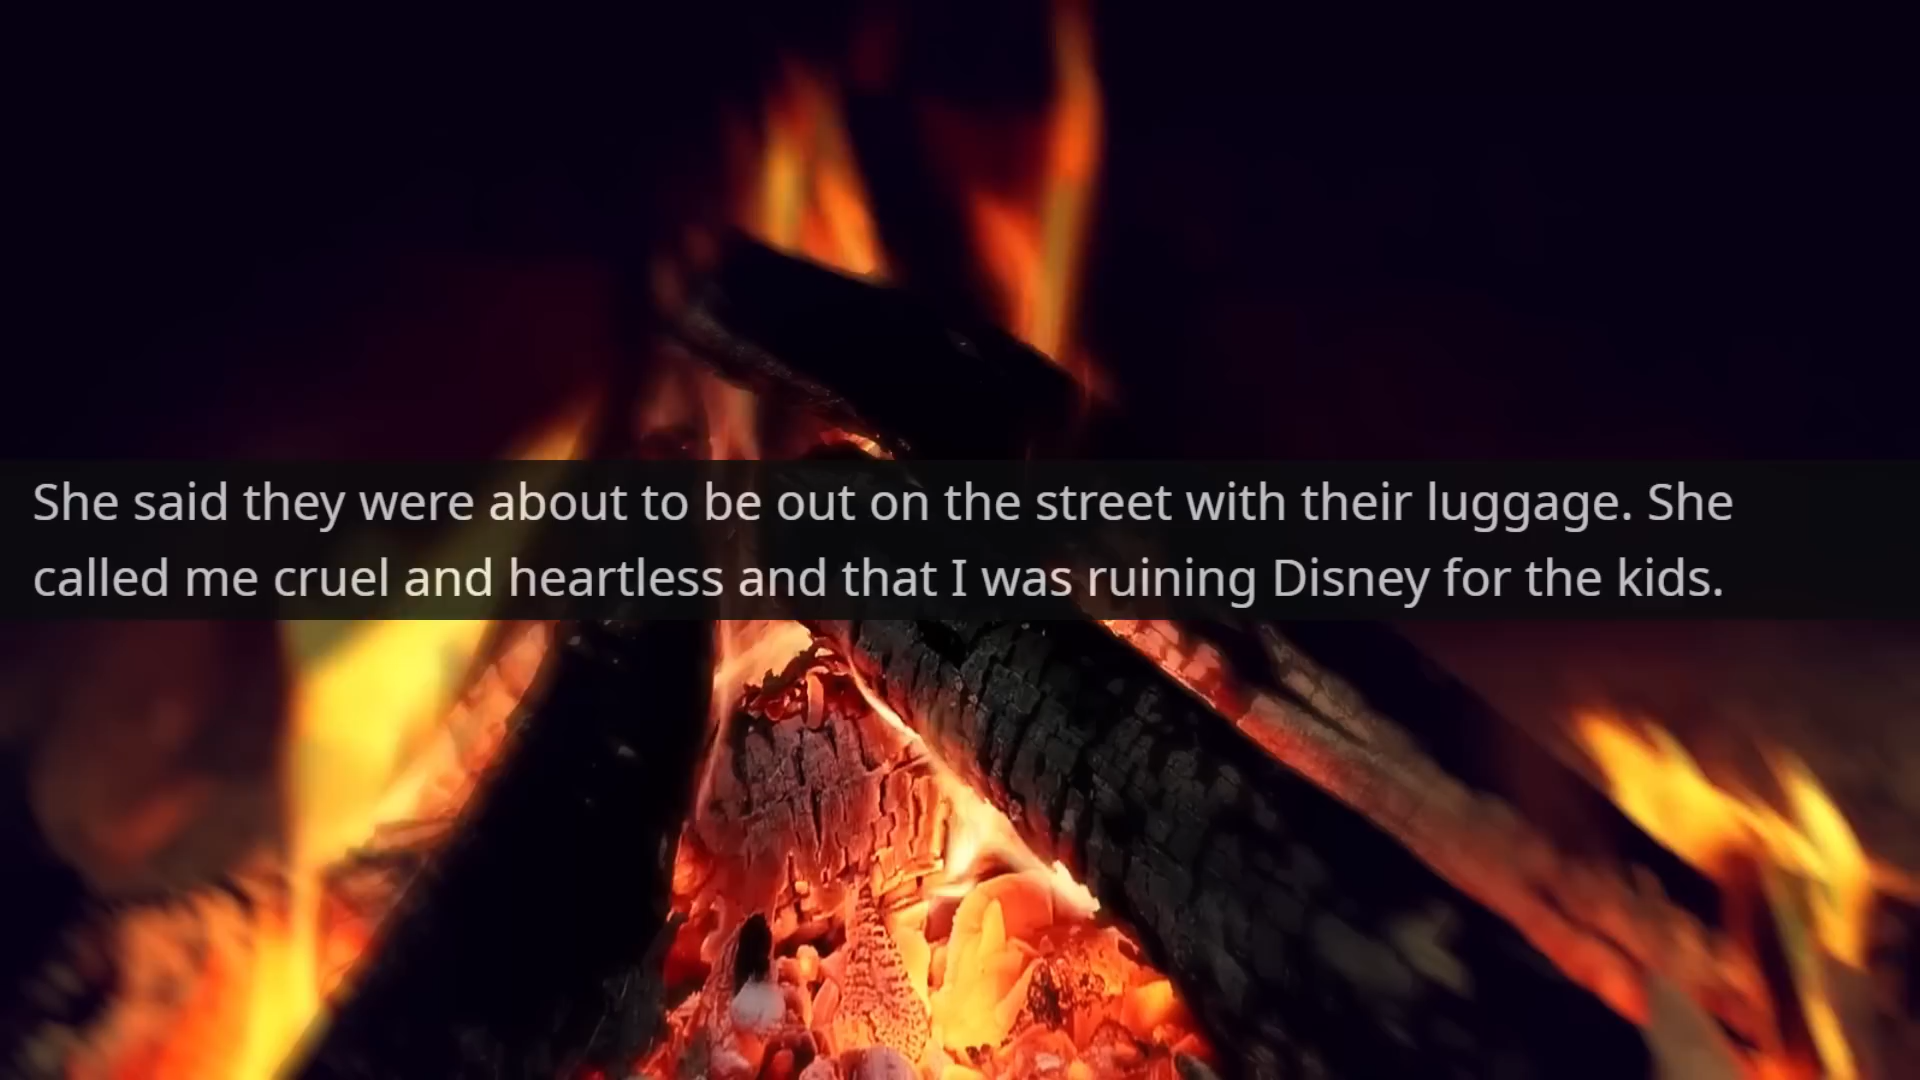 She said they were about to be out on the street with their luggage. She
called me cruel and heartless and that I was ruining Disney for the kids.